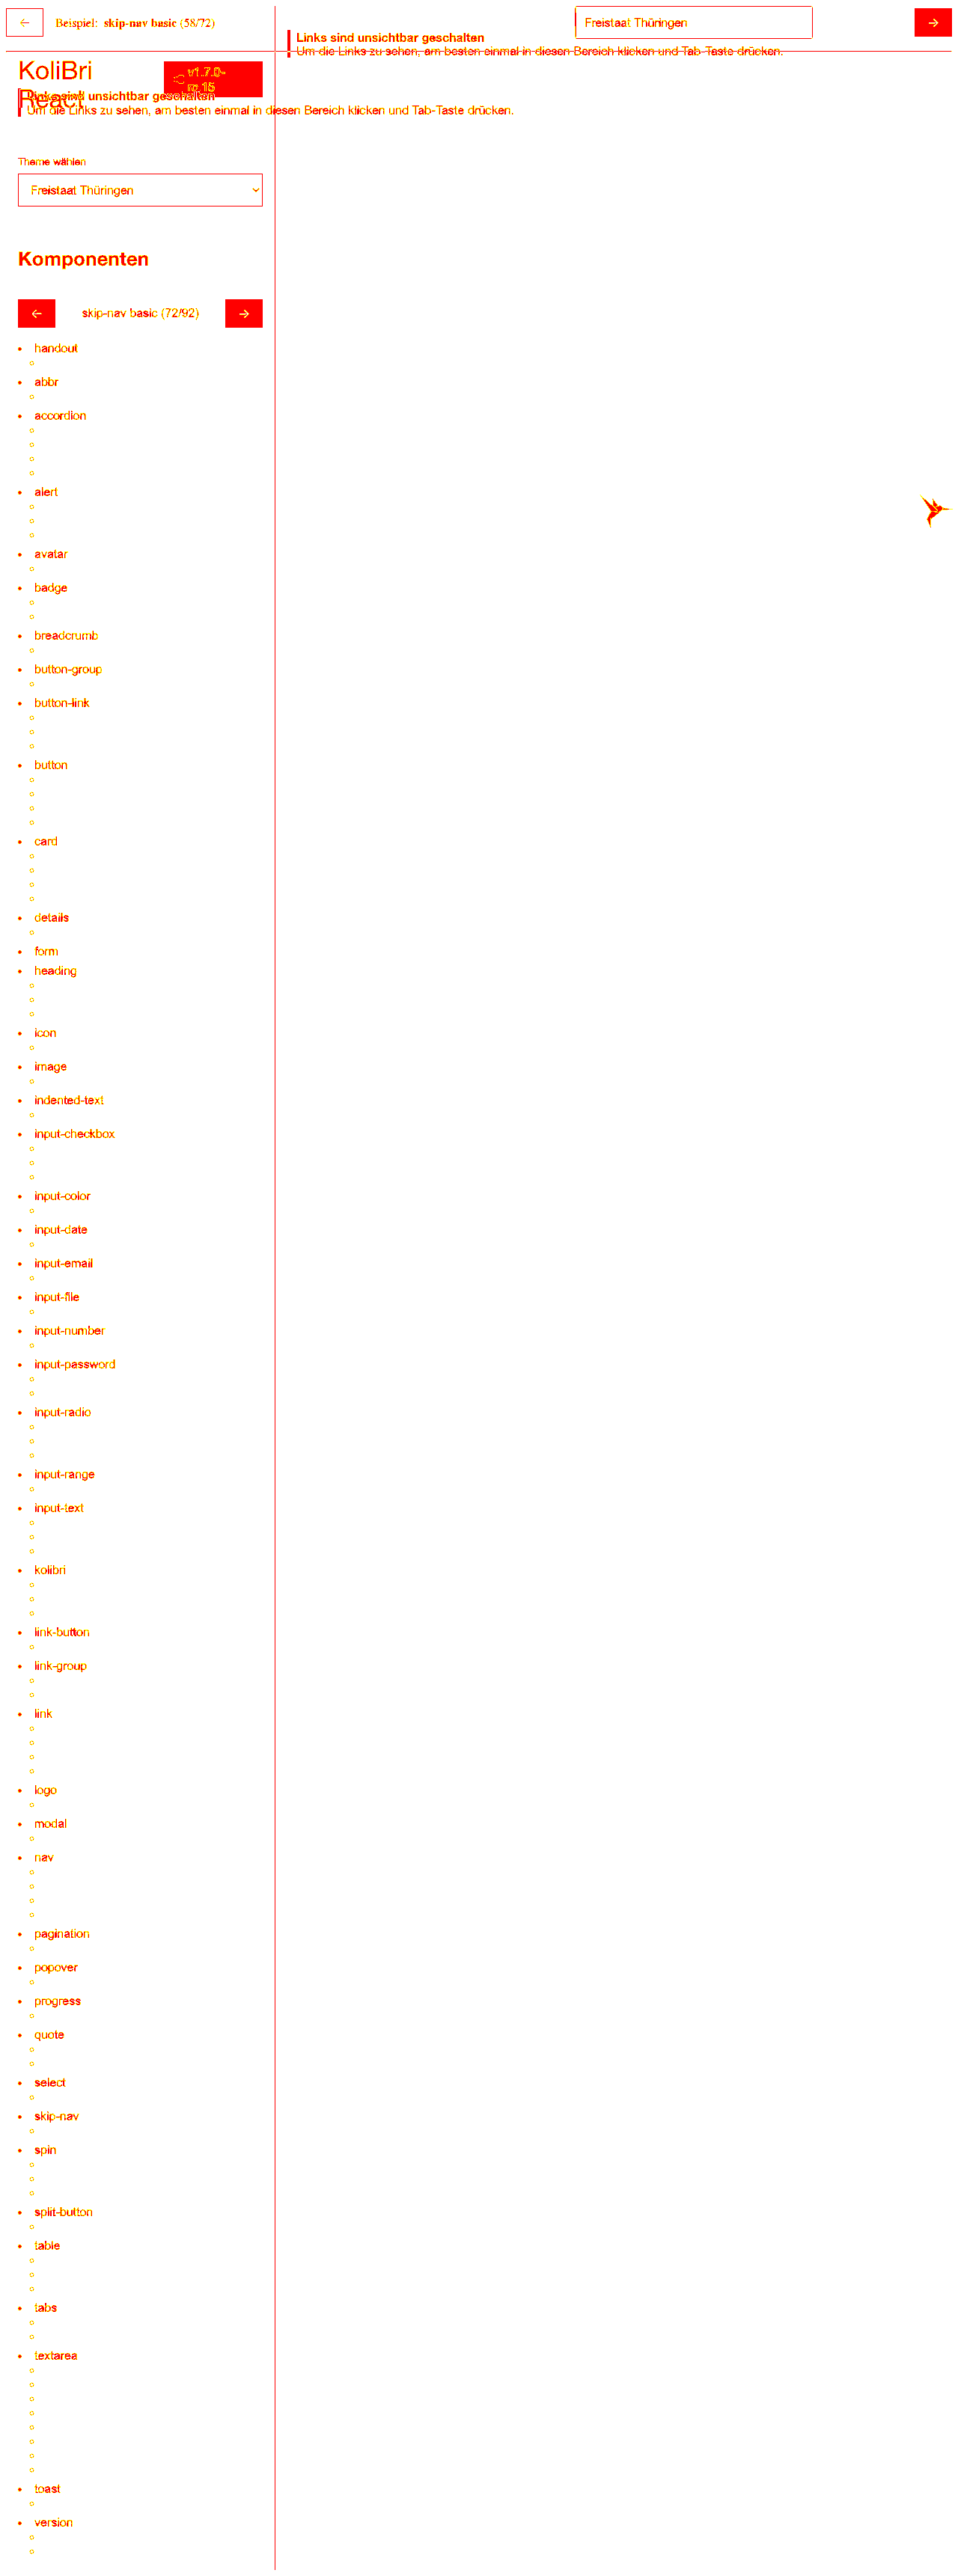 ←
Beispiel: skip-nav basic (58/72)
Freistaat Thüringen
→
Links sind unsichtbar geschalten
Um die Links zu sehen, am besten einmal in diesen Bereich klicken und Tab-Taste drücken.
KoliBri
React
v1.7.0-
rc.15
Links sind unsichtbar geschalten
Um die Links zu sehen, am besten einmal in diesen Bereich klicken und Tab-Taste drücken.
Theme wählen
Freistaat Thüringen
Komponenten
← skip-nav basic (72/92) →
handout
abbr
accordion
alert
avatar
badge
breadcrumb
button-group
button-link
button
card
details
form
heading
icon
image
indented-text
input-checkbox
input-color
input-date
input-email
input-file
input-number
input-password
input-radio
input-range
input-text
kolibri
link-button
link-group
link
logo
modal
nav
pagination
popover
progress
quote
select
skip-nav
spin
split-button
table
tabs
textarea
toast
version